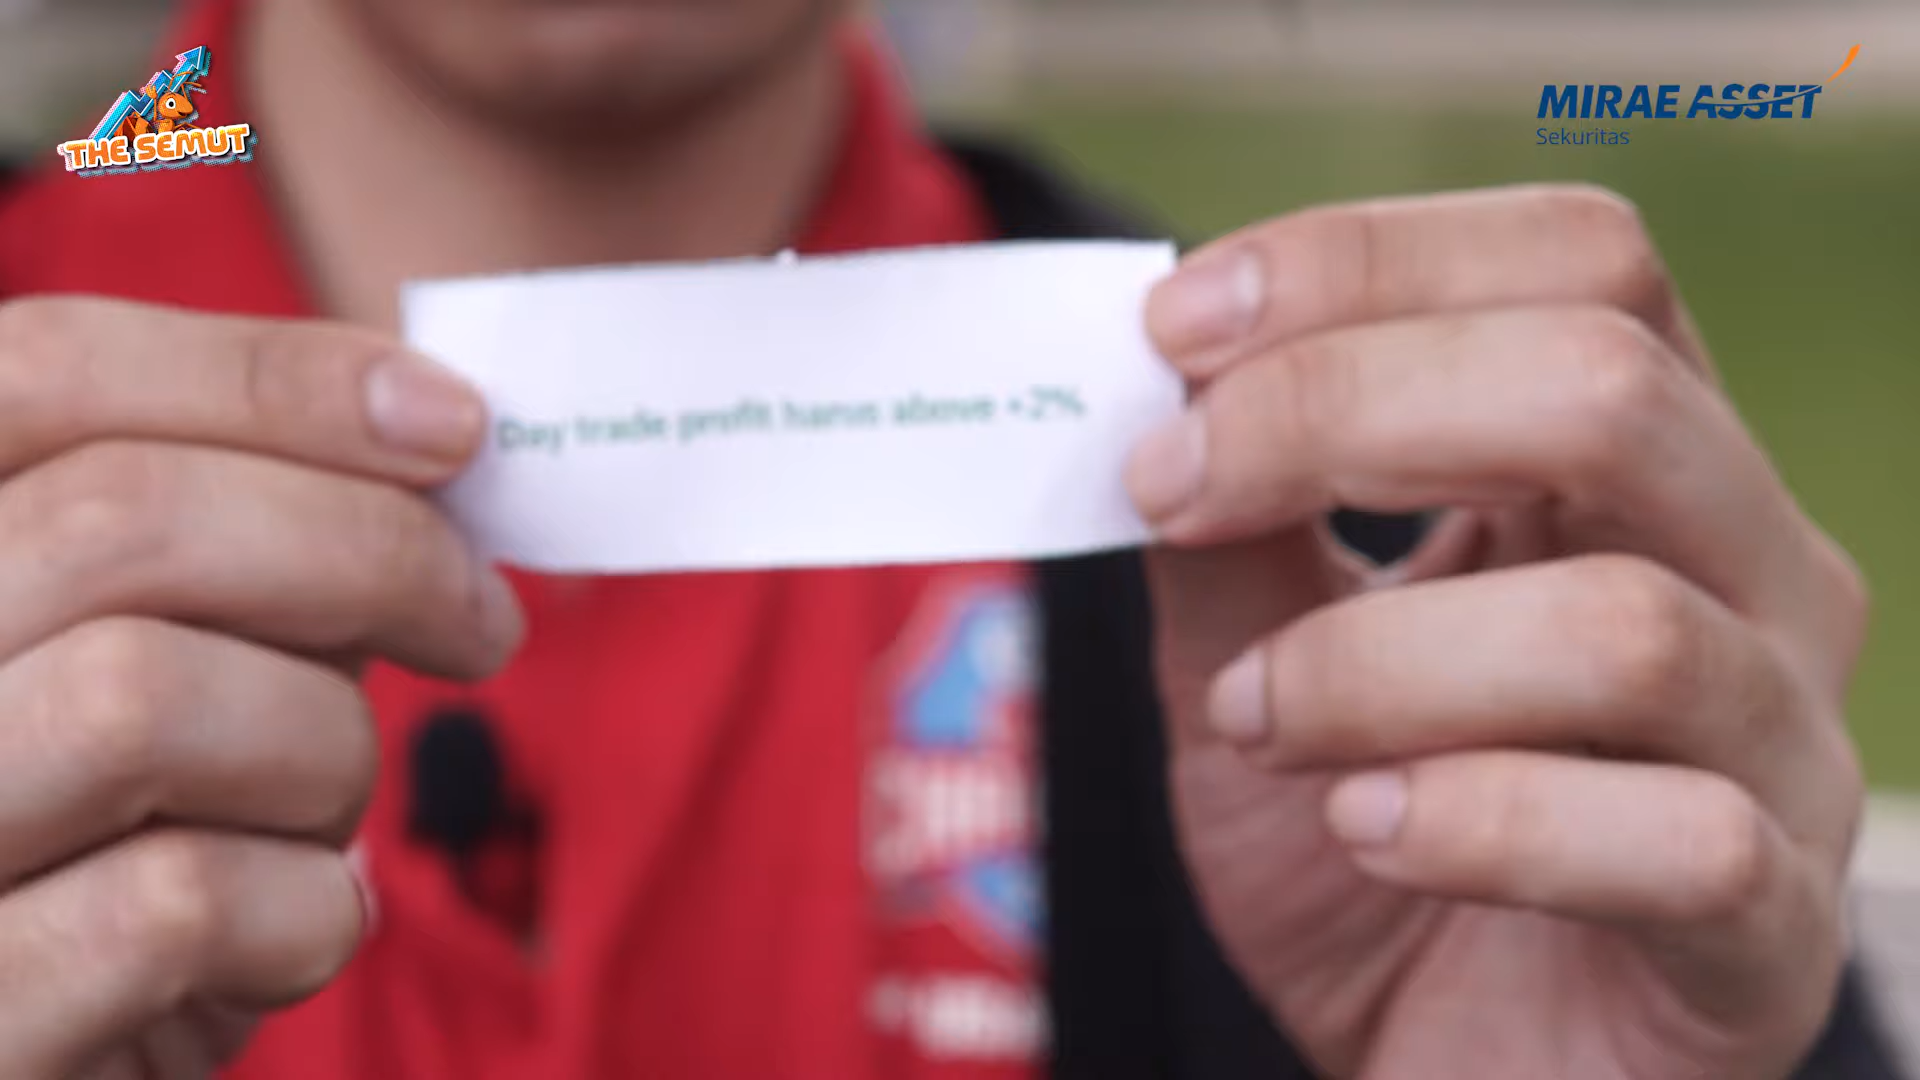 THE SEMUT
MIRAE ASSET
Sekuritas
Day trade profit harus above +2%